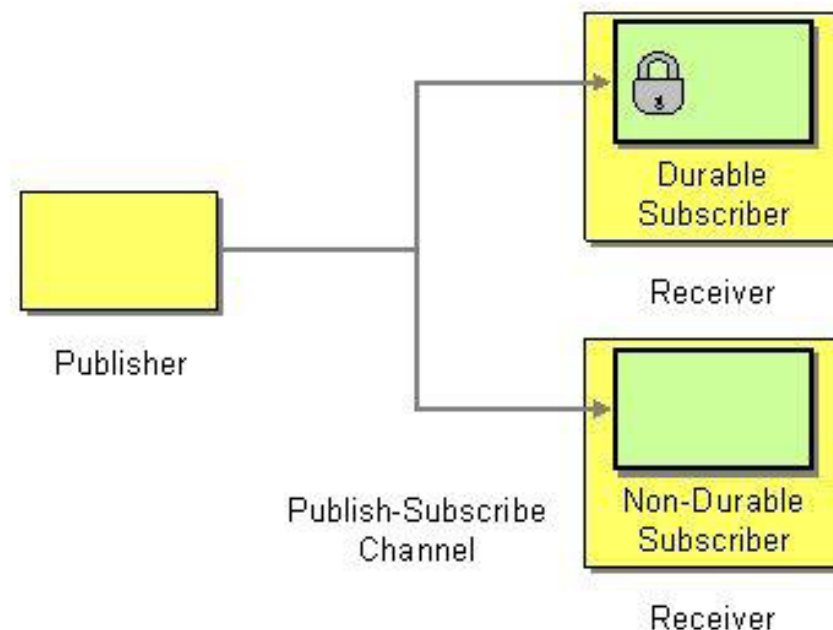 Durable
Subscriber
Receiver
Publisher
Non-Durable
Subscriber
Publish-Subscribe
Channel
Receiver